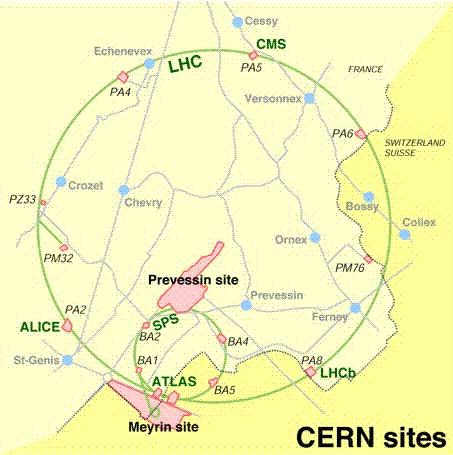 Cessy
Echenevex
CMS
LHC
PA5
FRANCE
PA4
Versonnex
PA6
SWITZERLAND
SUISSE
Crozet
PZ33
Chevry
Bossy
Collex
Ornex
PM32
PM76
Prevessin site
Prevessin
PA2
SPS
Ferney
ALICE
BA2
BA4
St-Genis
BA1
PA8
LHCb
ATLAS
BA5
Meyrin site
CERN sites